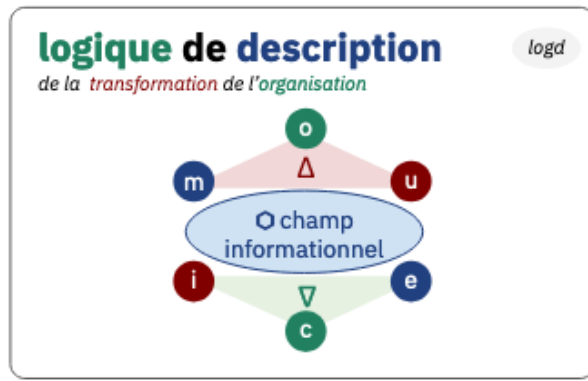 logique de description
logd
de la transformation de l'organisation
o
Δ
m
u
champ
informationnel
i
e
∇
c